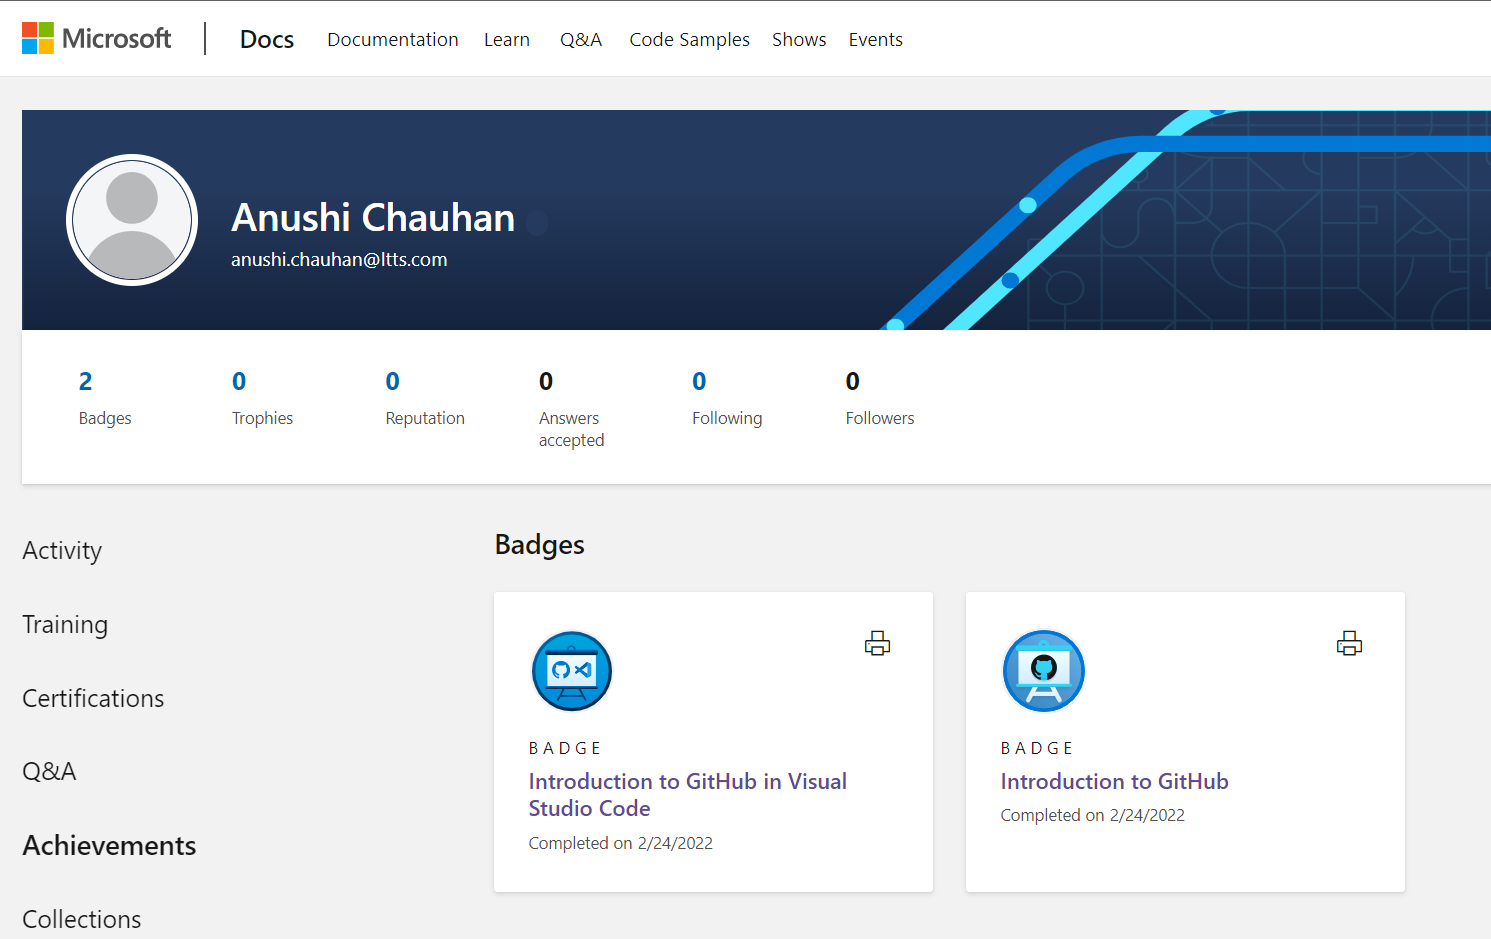 Microsoft Docs Documentation Learn Q&A Code Samples Shows Events
Anushi Chauhan
anushi.chauhan@ltts.com
2 0 0 0 0 0
Badges Trophies Reputation Answers accepted Following Followers
Activity
Training
Certifications
Q&A
Achievements
Collections
Badges
BADGE
Introduction to GitHub in Visual
Studio Code
Completed on 2/24/2022
BADGE
Introduction to GitHub
Completed on 2/24/2022